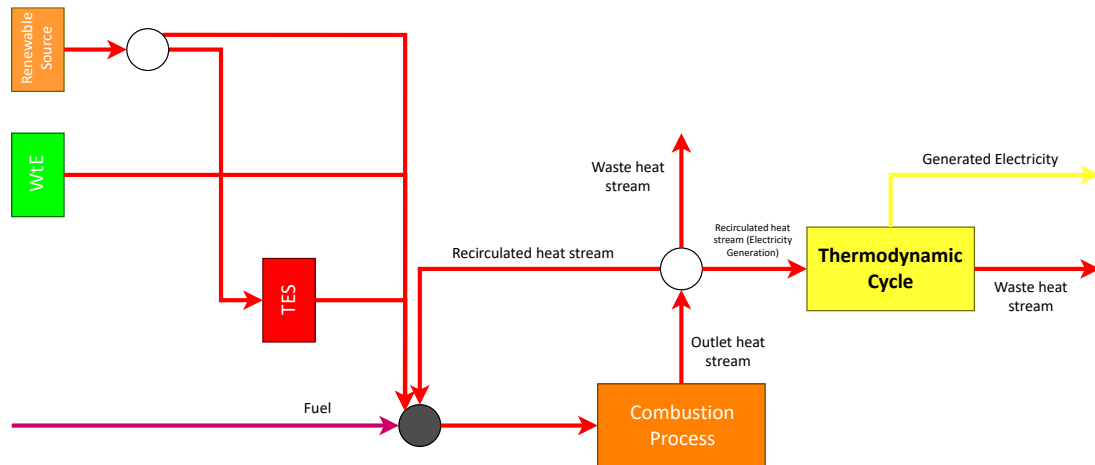 Renewable
Source
WtE
TES
Fuel
Recirculated heat stream
Waste heat
stream
Recirculated heat
stream (Electricity
Generation)
Outlet heat
stream
Combustion
Process
Generated Electricity
Thermodynamic
Cycle
Waste heat
stream